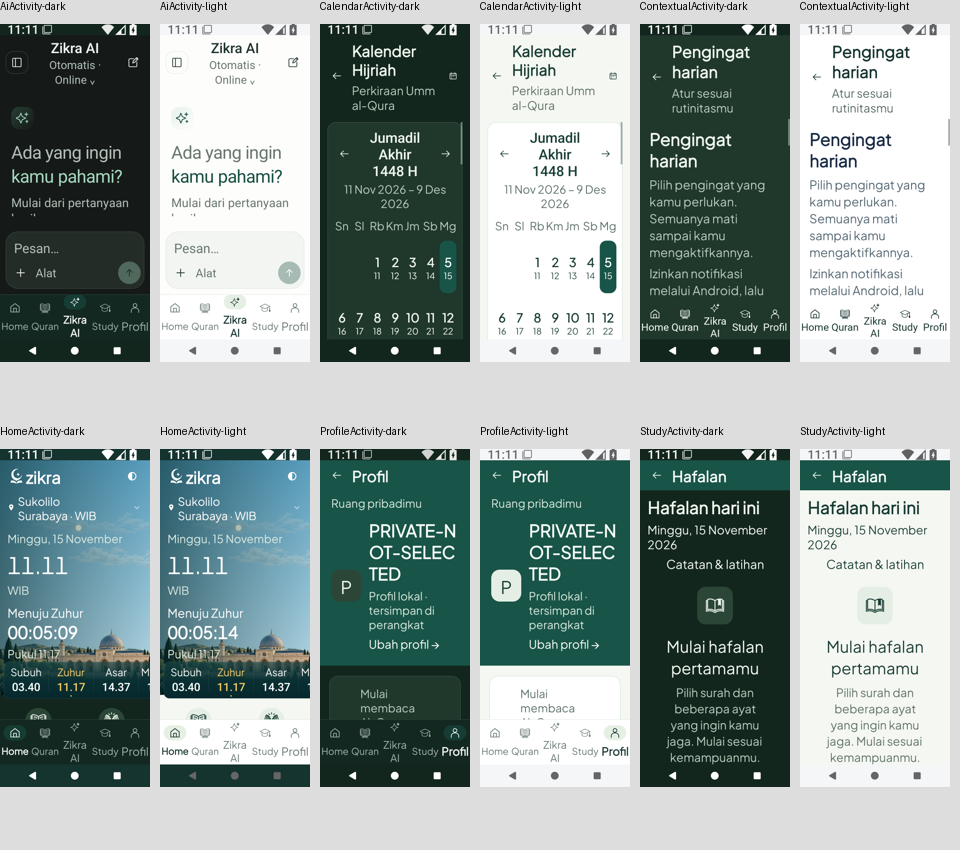 AiActivity-dark
11:11
Zikra AI
Otomatis ·
Online
Ada yang ingin
kamu pahami?
Mulai dari pertanyaan
Pesan...
Alat
Home Quran Zikra AI Study Profil
AiActivity-light
11:11
Zikra AI
Otomatis ·
Online
Ada yang ingin
kamu pahami?
Mulai dari pertanyaan
Pesan...
Alat
Home Quran Zikra AI Study Profil
CalendarActivity-dark
11:11
Kalender
Hijriah
Perkiraan Umm
al-Qura
Jumadil
Akhir
1448 H
11 Nov 2026 – 9 Des
2026
Sn Sl Rb Km Jm Sb Mg
1 2 3 4 5
11 12 13 14 15
6 7 8 9 10 11 12
16 17 18 19 20 21 22
CalendarActivity-light
11:11
Kalender
Hijriah
Perkiraan Umm
al-Qura
Jumadil
Akhir
1448 H
11 Nov 2026 – 9 Des
2026
Sn Sl Rb Km Jm Sb Mg
1 2 3 4 5
11 12 13 14 15
6 7 8 9 10 11 12
16 17 18 19 20 21 22
ContextualActivity-dark
11:11
Pengingat
harian
Atur sesuai
rutinitasmu
Pengingat
harian
Pilih pengingat yang
kamu perlukan.
Semuanya mati
sampai kamu
mengaktifkannya.
Izinkan notifikasi
melalui Android, lalu
Home Quran Zikra AI Study Profil
ContextualActivity-light
11:11
Pengingat
harian
Atur sesuai
rutinitasmu
Pengingat
harian
Pilih pengingat yang
kamu perlukan.
Semuanya mati
sampai kamu
mengaktifkannya.
Izinkan notifikasi
melalui Android, lalu
Home Quran Zikra AI Study Profil
HomeActivity-dark
11:11
zikra
Sukolilo
Surabaya · WIB
Minggu, 15 November
11.11
WIB
Menuju Zuhur
00:05:09
Pukul 11.17
Subuh Zuhur Asar M
03.40 11.17 14.37 17
Home Quran Zikra AI Study Profil
HomeActivity-light
11:11
zikra
Sukolilo
Surabaya · WIB
Minggu, 15 November
11.11
WIB
Menuju Zuhur
00:05:14
Pukul 11.17
Subuh Zuhur Asar M
03.40 11.17 14.37 17
Home Quran Zikra AI Study Profil
ProfileActivity-dark
11:11
Profil
Ruang pribadimu
P
PRIVATE-N
OT-SELEC
TED
Profil lokal ·
tersimpan di
perangkat
Ubah profil →
Mulai
membaca
Home Quran Zikra AI Study Profil
ProfileActivity-light
11:11
Profil
Ruang pribadimu
P
PRIVATE-N
OT-SELEC
TED
Profil lokal ·
tersimpan di
perangkat
Ubah profil →
Mulai
membaca
Home Quran Zikra AI Study Profil
StudyActivity-dark
11:11
Hafalan
Hafalan hari ini
Minggu, 15 November
2026
Catatan & latihan
Mulai hafalan
pertamamu
Pilih surah dan
beberapa ayat
yang ingin kamu
jaga. Mulai sesuai
kemampuanmu.
StudyActivity-light
11:11
Hafalan
Hafalan hari ini
Minggu, 15 November
2026
Catatan & latihan
Mulai hafalan
pertamamu
Pilih surah dan
beberapa ayat
yang ingin kamu
jaga. Mulai sesuai
kemampuanmu.